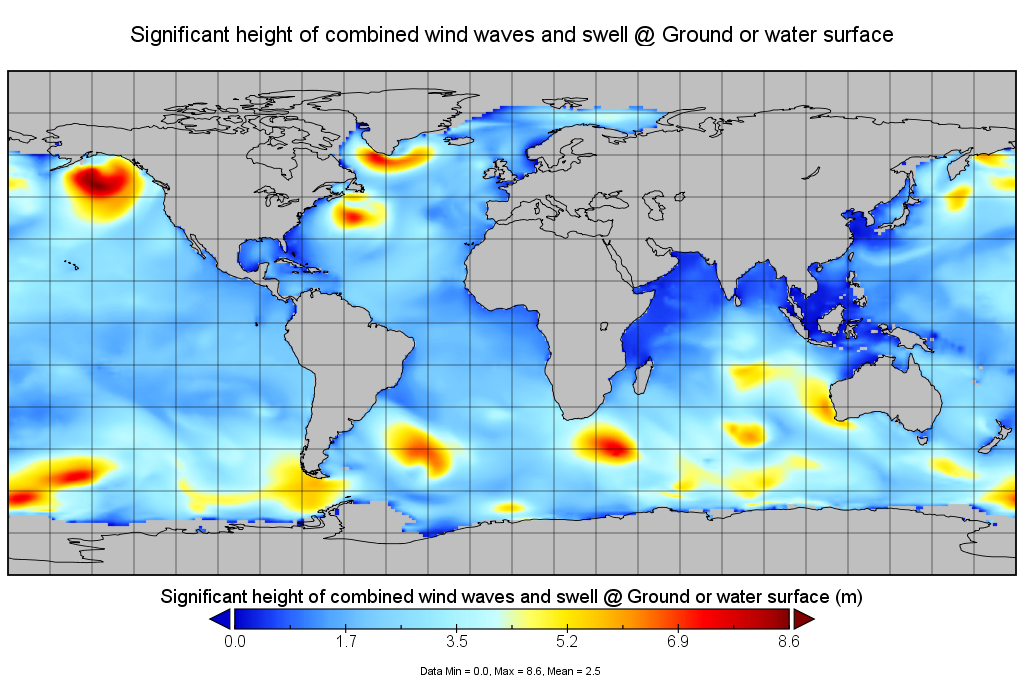 Significant height of combined wind waves and swell @ Ground or water surface
Significant height of combined wind waves and swell @ Ground or water surface (m)
0.0 1.7 3.5 5.2 6.9 8.6
Data Min = 0.0, Max = 8.6, Mean = 2.5